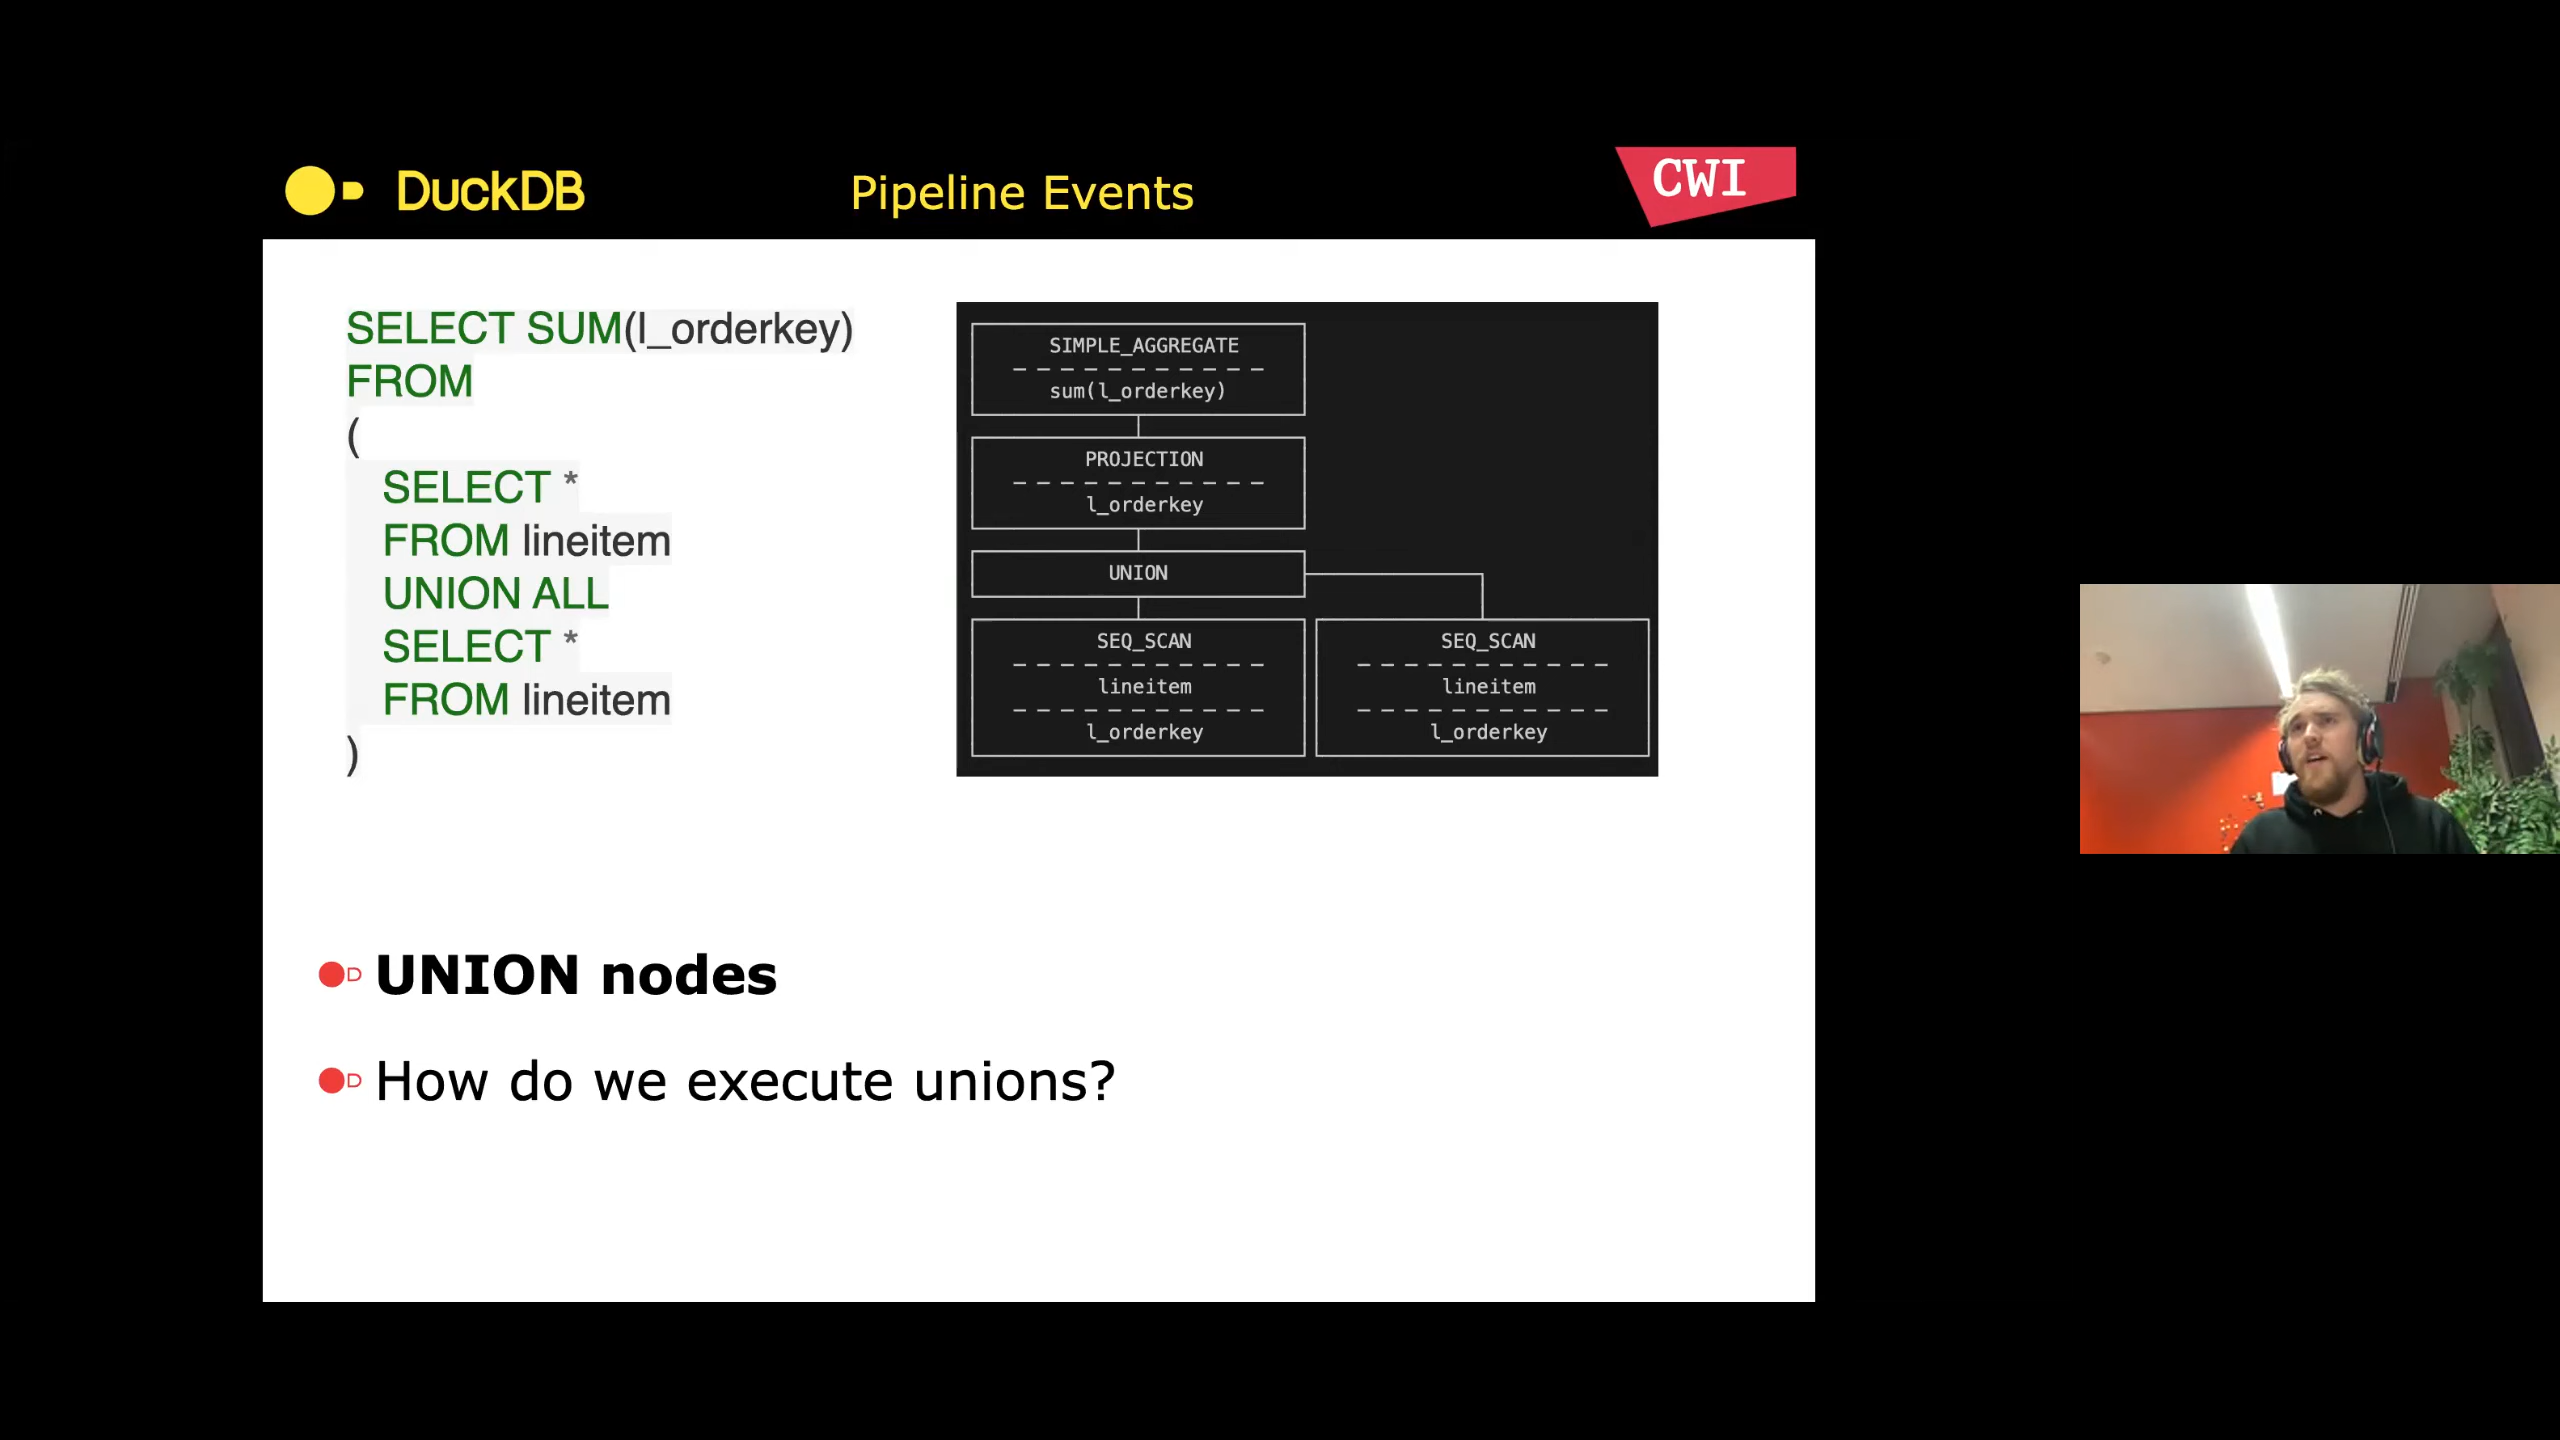 DuckDB
Pipeline Events
CWI
SELECT SUM(l_orderkey)
FROM
(
SELECT *
FROM lineitem
UNION ALL
SELECT *
FROM lineitem
)
SIMPLE_AGGREGATE
sum(l_orderkey)
PROJECTION
l_orderkey
UNION
SEQ_SCAN
lineitem
l_orderkey
SEQ_SCAN
lineitem
l_orderkey
UNION nodes
How do we execute unions?